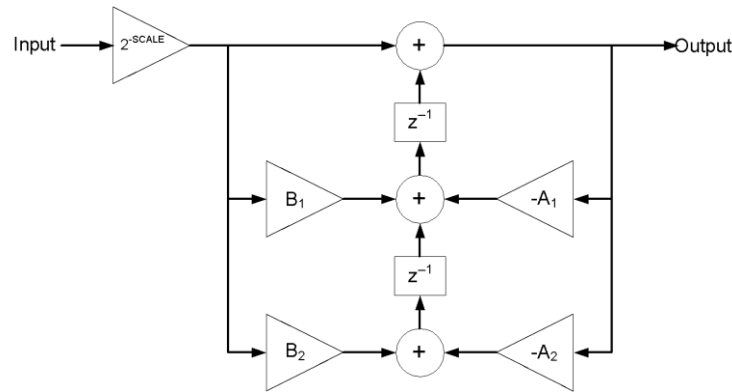 Input
2⁻ˢᶜᴬᴸᴱ
+
Output
z⁻¹
B₁
+
-A₁
z⁻¹
B₂
+
-A₂